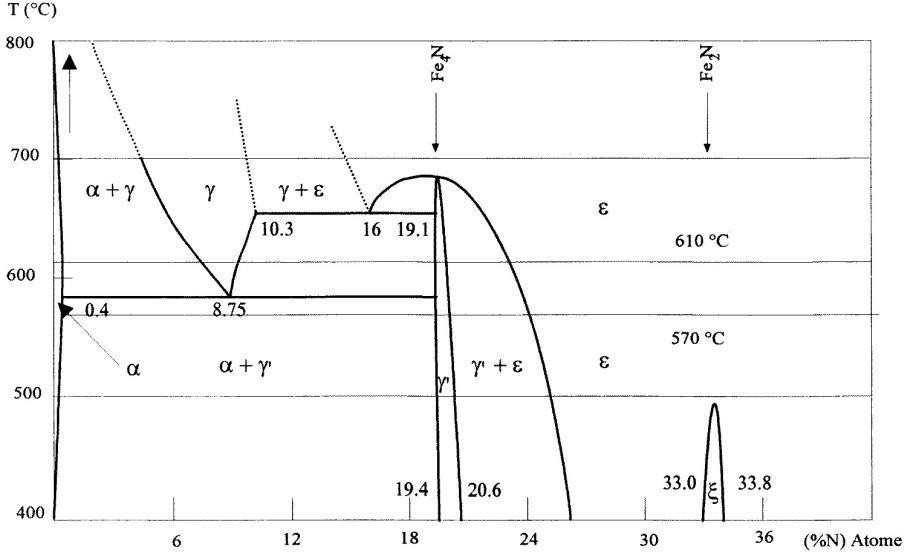 T (°C)
800
Fe4N
Fe2N
700
α + γ
γ
γ + ε
ε
10.3
16
19.1
610 °C
600
0.4
8.75
570 °C
α
α + γ'
γ'
γ' + ε
ε
500
19.4
20.6
33.0
ξ
33.8
400
6
12
18
24
30
36
(%N) Atome